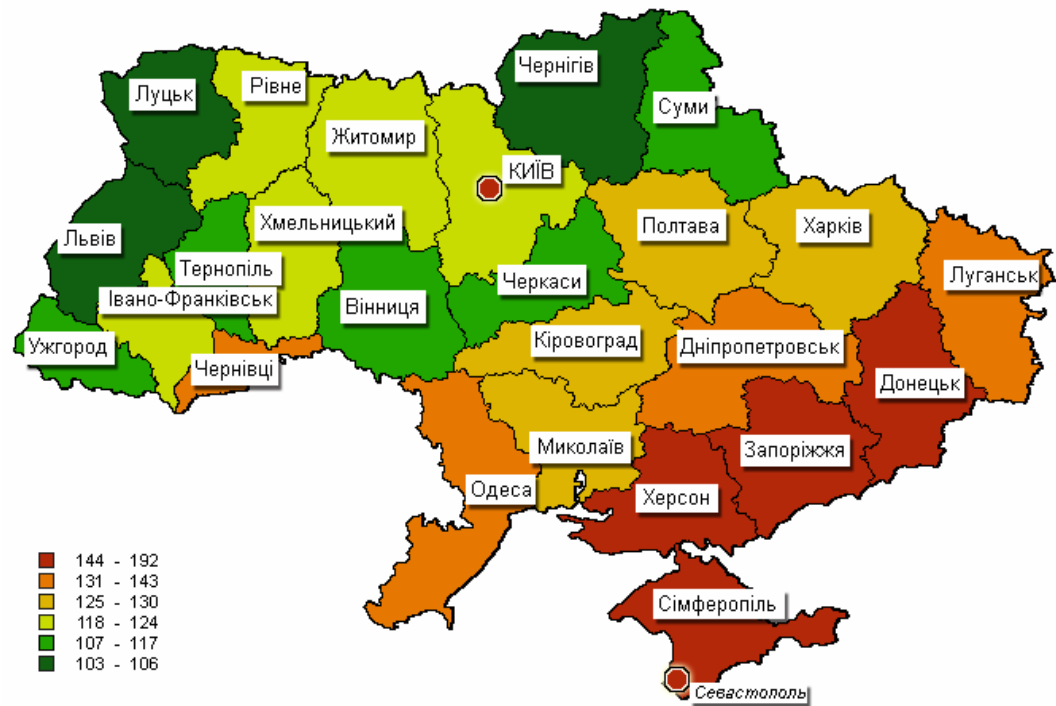 Чернігів
Луцьк
Рівне
Суми
Житомир
КИЇВ
Хмельницький
Полтава
Харків
Львів
Тернопіль
Луганськ
Івано-Франківськ
Вінниця
Черкаси
Ужгород
Кіровоград
Дніпропетровськ
Чернівці
Донецьк
Миколаїв
Запоріжжя
Одеса
Херсон
144 - 192
131 - 143
125 - 130
118 - 124
107 - 117
103 - 106
Сімферопіль
Севастополь